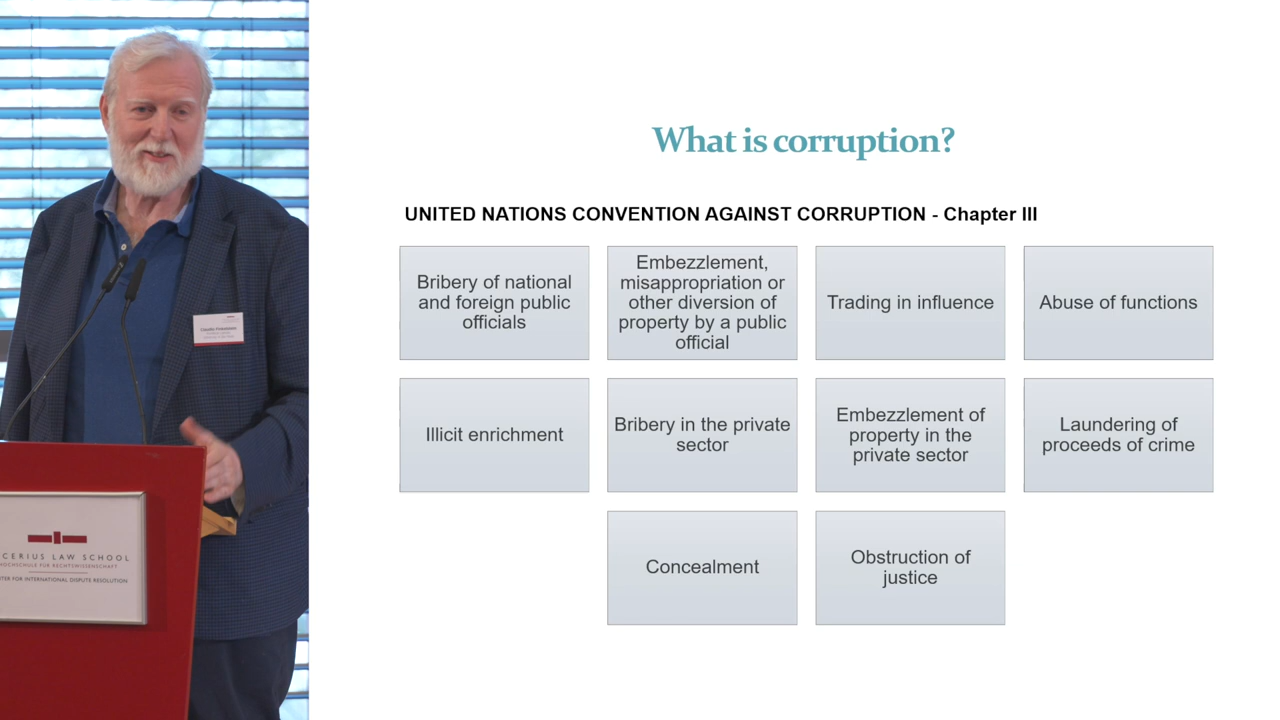 What is corruption?
UNITED NATIONS CONVENTION AGAINST CORRUPTION - Chapter III
Bribery of national
and foreign public
officials
Embezzlement,
misappropriation or
other diversion of
property by a public
official
Trading in influence
Abuse of functions
Illicit enrichment
Bribery in the private
sector
Embezzlement of
property in the
private sector
Laundering of
proceeds of crime
Concealment
Obstruction of
justice
CERIUS LAW SCHOOL
HOCHSCHULE FÜR RECHTSWISSENSCHAFT
TER FOR INTERNATIONAL DISPUTE RESOLUTION